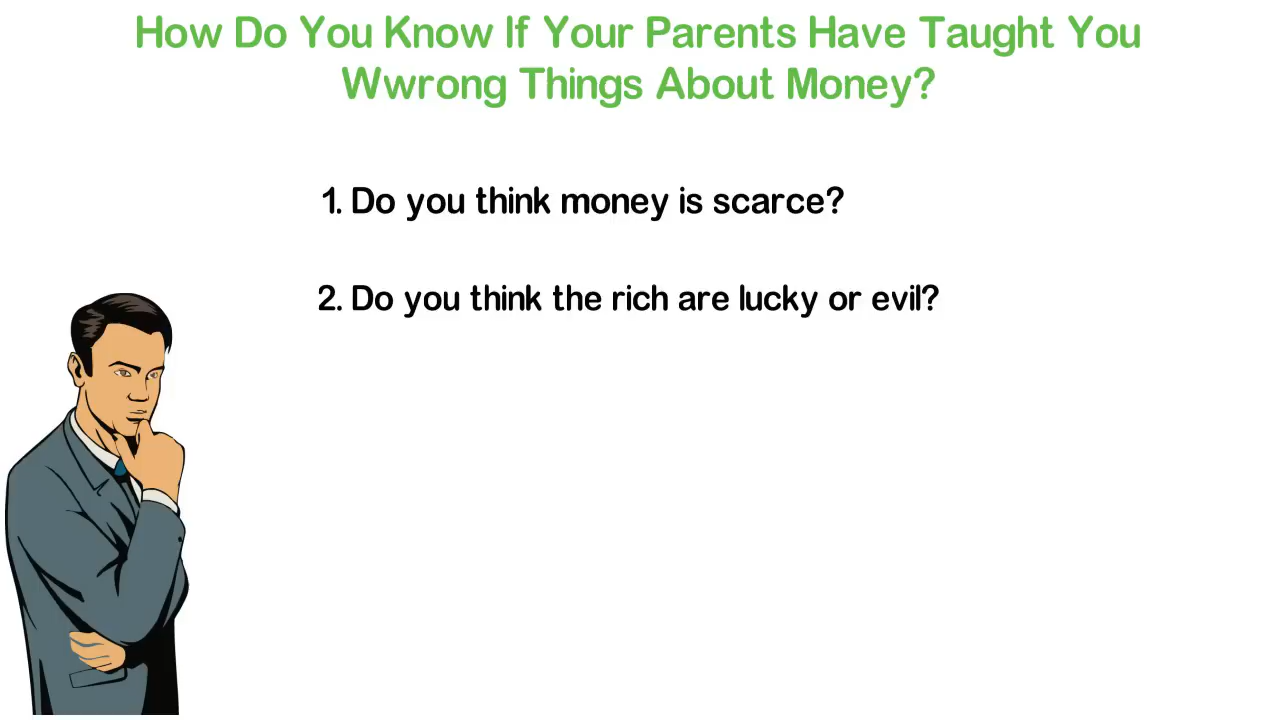 How Do You Know If Your Parents Have Taught You
Wwrong Things About Money?
1. Do you think money is scarce?
2. Do you think the rich are lucky or evil?